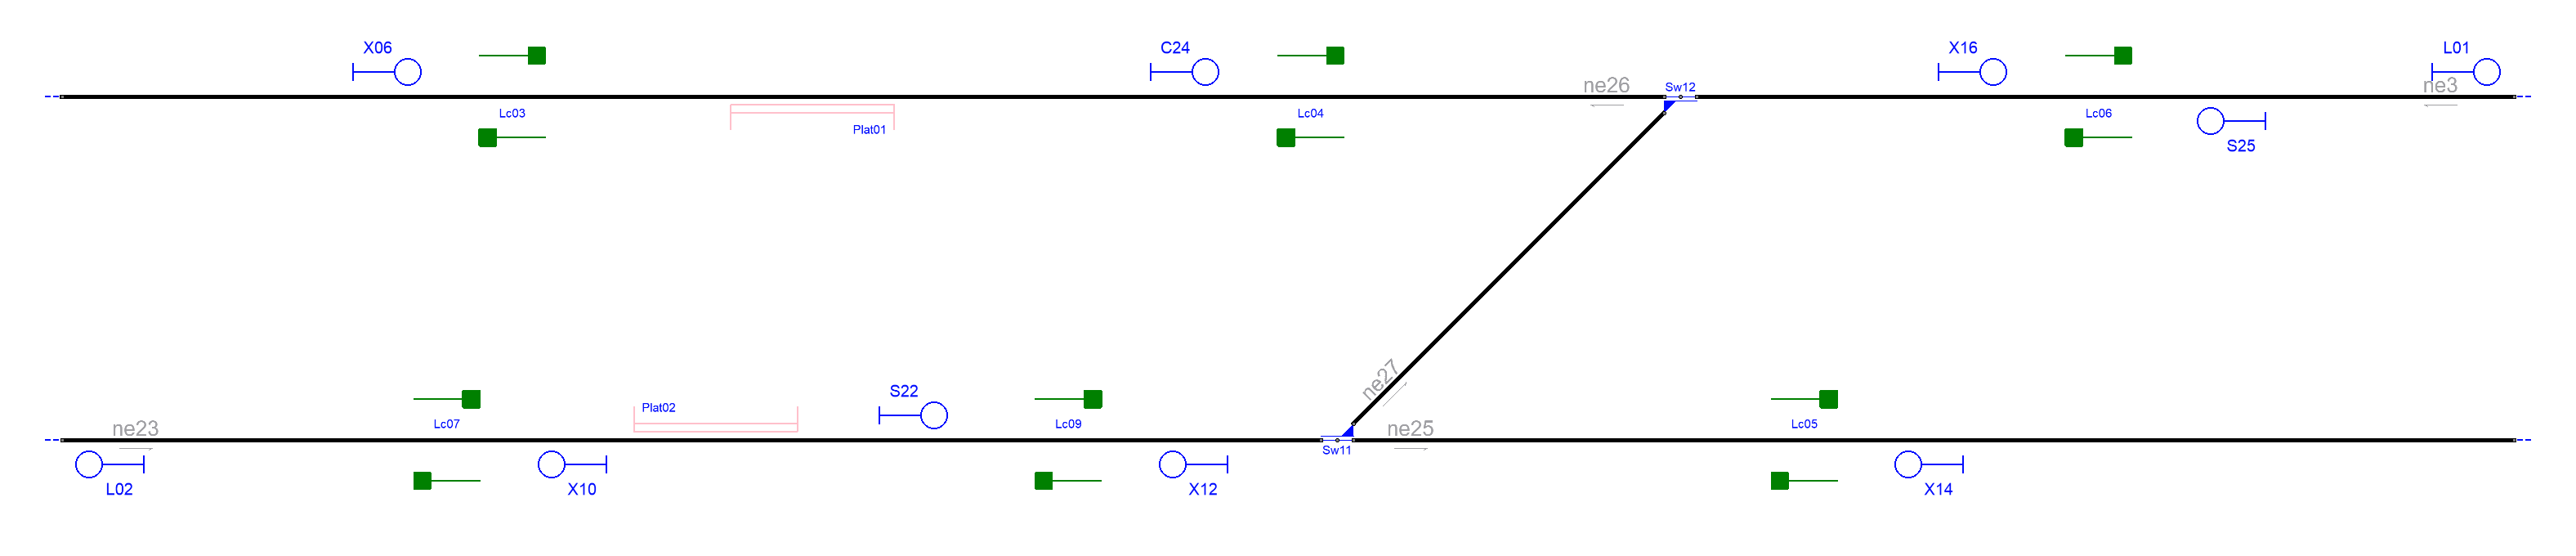 X06
C24
X16
L01
ne26
Sw12
ne3
Lc03
Plat01
Lc04
Lc06
S25
ne27
S22
Plat02
ne23
Lc07
Lc09
ne25
Lc05
Sw11
L02
X10
X12
X14